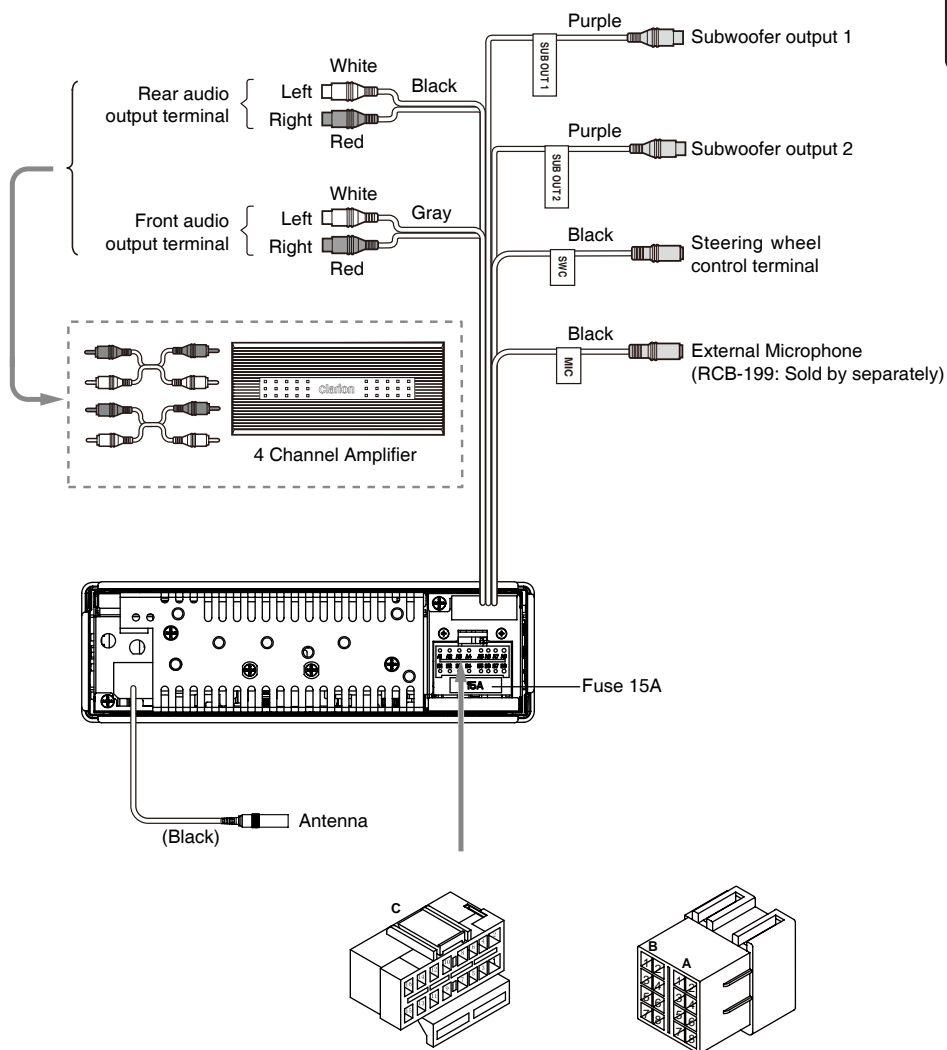 Purple
Subwoofer output 1
SUB OUT1
White
Rear audio
output terminal
Left
Black
Right
Red
Purple
Subwoofer output 2
SUB OUT2
White
Front audio
output terminal
Left
Gray
Right
Red
Black
Steering wheel
control terminal
SWC
Black
External Microphone
(RCB-199: Sold by separately)
MIC
clarion
4 Channel Amplifier
15A
Fuse 15A
Antenna
(Black)
C
B
A